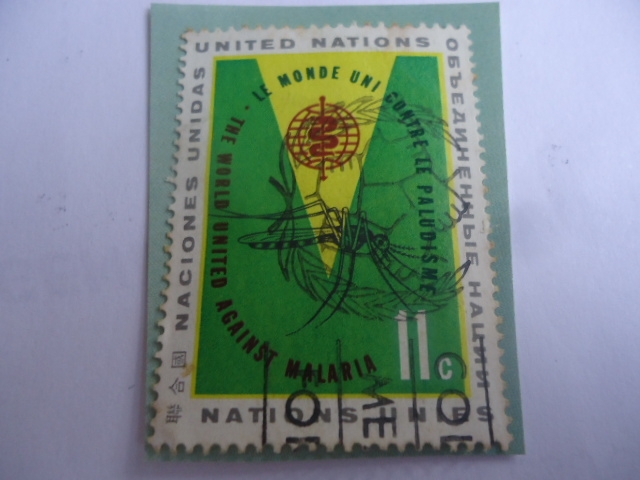 UNITED NATIONS
ОБЪЕДИНЕННЫЕ НАЦИИ
NACIONES UNIDAS
聯合國
NATIONS UNIES
LE MONDE UNI CONTRE LE PALUDISME ·
THE WORLD UNITED AGAINST MALARIA
11c